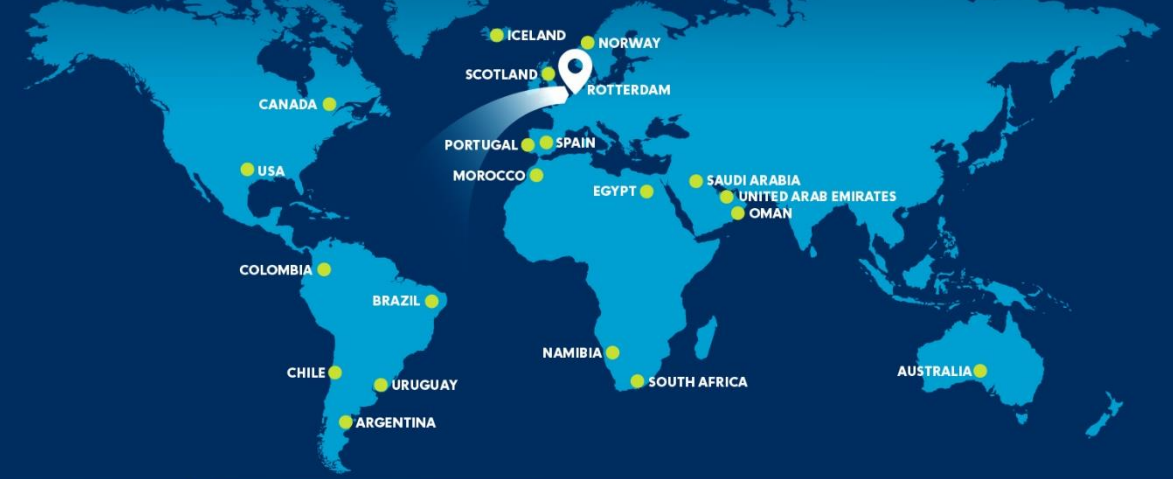 ICELAND
NORWAY
SCOTLAND
ROTTERDAM
CANADA
PORTUGAL
SPAIN
USA
MOROCCO
EGYPT
SAUDI ARABIA
UNITED ARAB EMIRATES
OMAN
COLOMBIA
BRAZIL
NAMIBIA
CHILE
AUSTRALIA
URUGUAY
SOUTH AFRICA
ARGENTINA